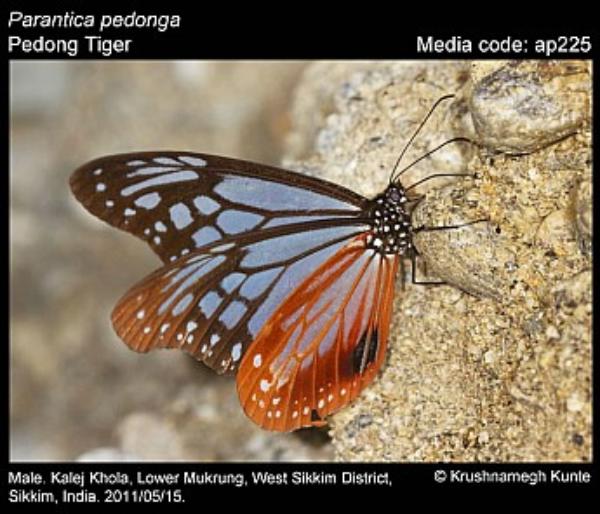 Parantica pedonga
Pedong Tiger
Media code: ap225
Male. Kalej Khola, Lower Mukrung, West Sikkim District,
Sikkim, India. 2011/05/15.
© Krushnamegh Kunte